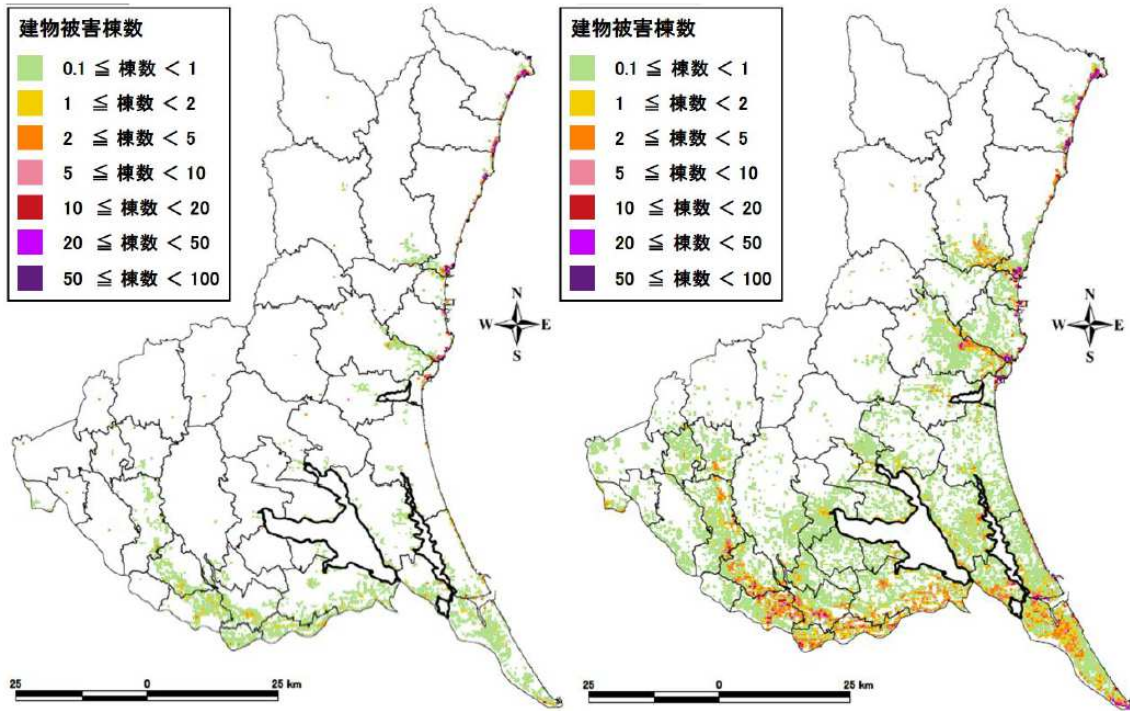 建物被害棟数
0.1 ≦ 棟数 < 1
1 ≦ 棟数 < 2
2 ≦ 棟数 < 5
5 ≦ 棟数 < 10
10 ≦ 棟数 < 20
20 ≦ 棟数 < 50
50 ≦ 棟数 < 100
N
W E
S
25 0 25 km
建物被害棟数
0.1 ≦ 棟数 < 1
1 ≦ 棟数 < 2
2 ≦ 棟数 < 5
5 ≦ 棟数 < 10
10 ≦ 棟数 < 20
20 ≦ 棟数 < 50
50 ≦ 棟数 < 100
N
W E
S
25 0 25 km